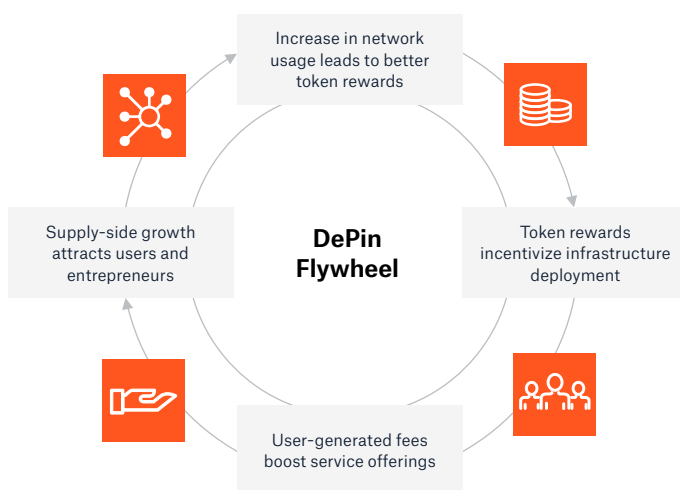 Increase in network
usage leads to better
token rewards
Supply-side growth
attracts users and
entrepreneurs
DePin
Flywheel
Token rewards
incentivize infrastructure
deployment
User-generated fees
boost service offerings